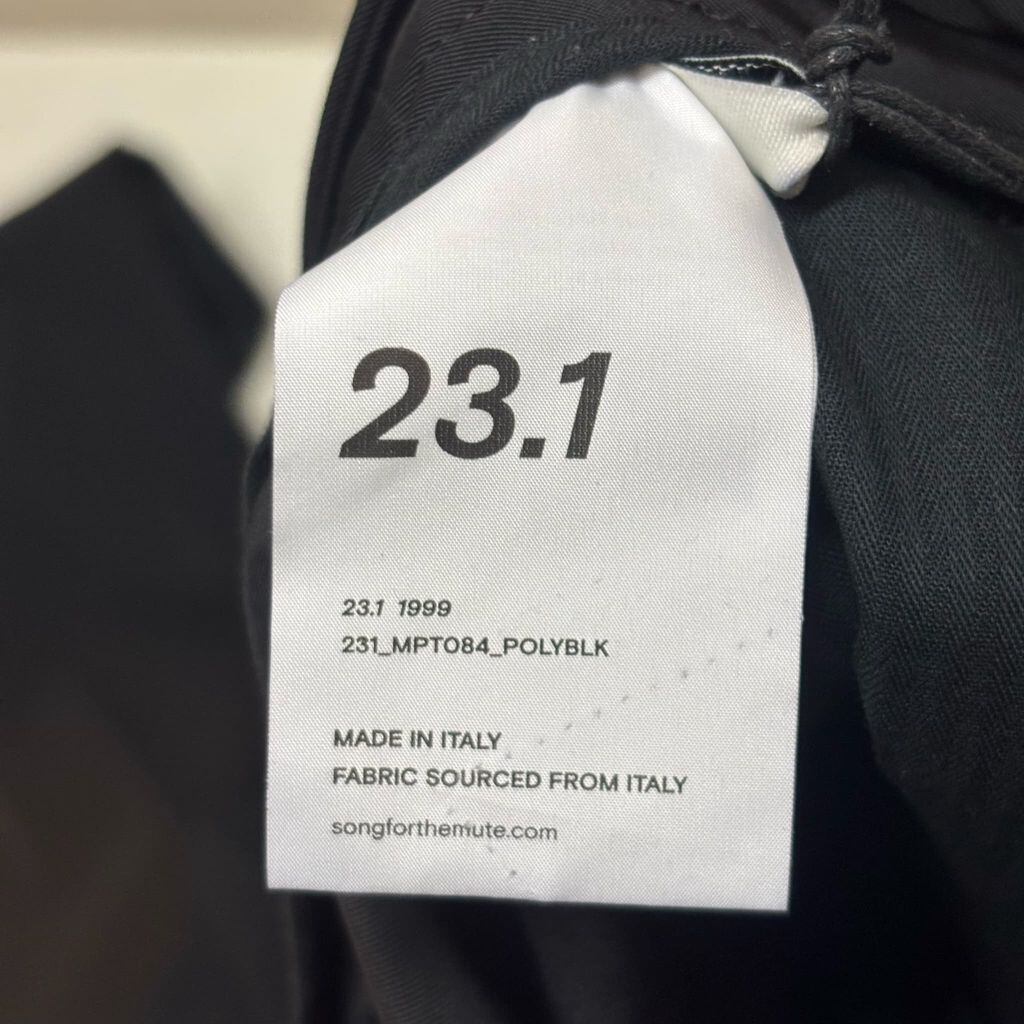 23.1
23.1 1999
231_MPT084_POLYBLK
MADE IN ITALY
FABRIC SOURCED FROM ITALY
songforthemute.com